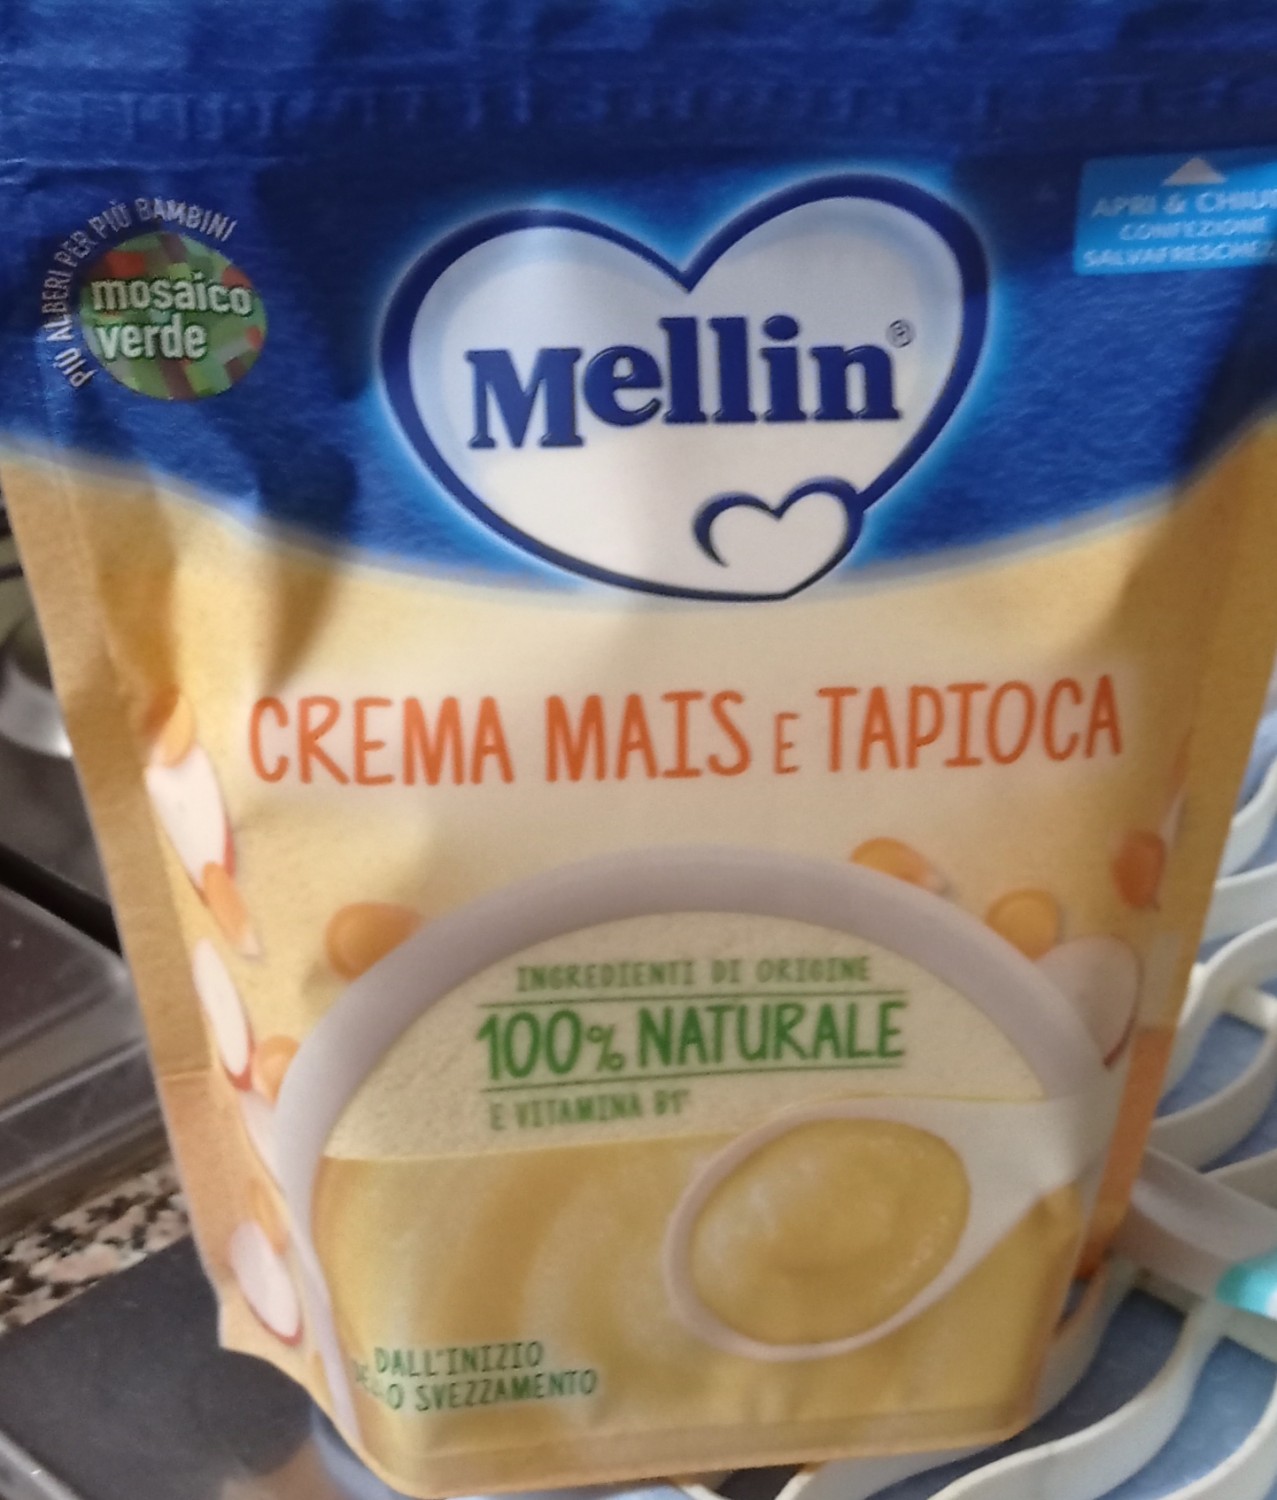 PIÙ ALBERI PER PIÙ BAMBINI
mosaico
verde
APRI & CHIUDI
CONFEZIONE
Mellin®
CREMA MAIS E TAPIOCA
INGREDIENTI DI ORIGINE
100% NATURALE
E VITAMINA B1*
DALL'INIZIO
O SVEZZAMENTO